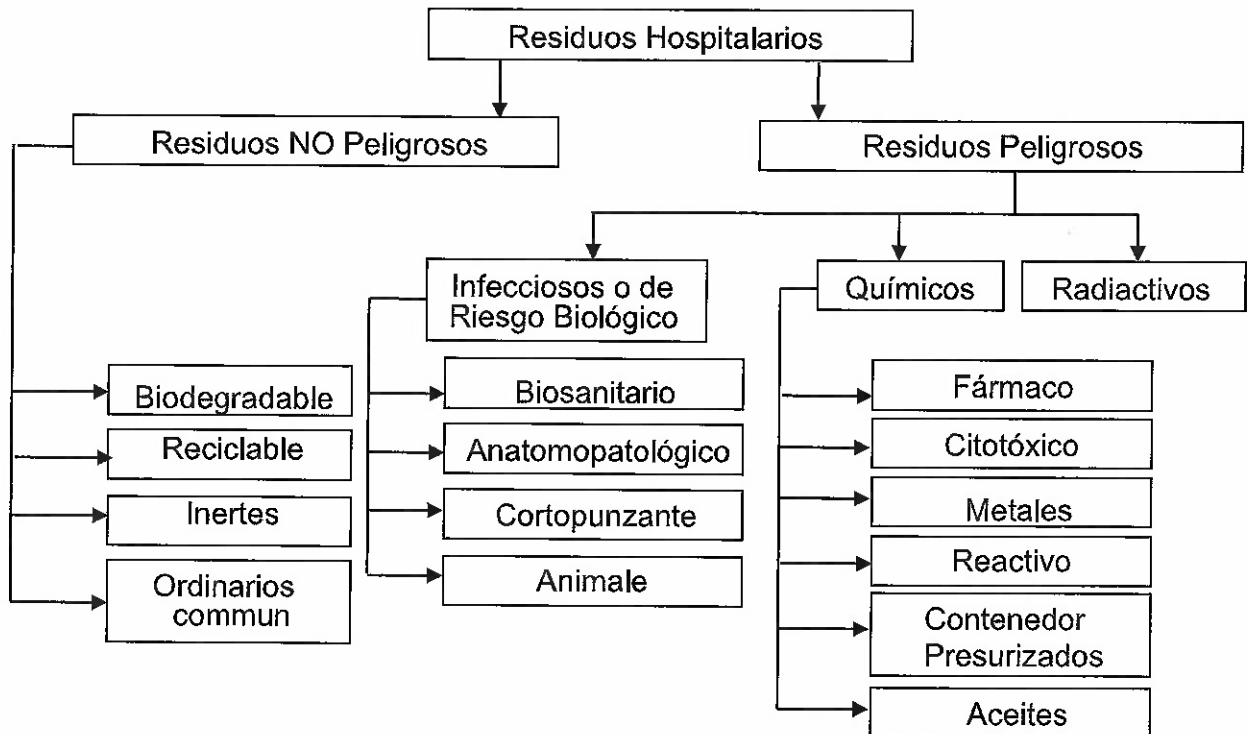 Residuos Hospitalarios
Residuos NO Peligrosos
Residuos Peligrosos
Infecciosos o de
Riesgo Biológico
Químicos
Radiactivos
Biodegradable
Reciclable
Inertes
Ordinarios
commun
Biosanitario
Anatomopatológico
Cortopunzante
Animale
Fármaco
Citotóxico
Metales
Reactivo
Contenedor
Presurizados
Aceites